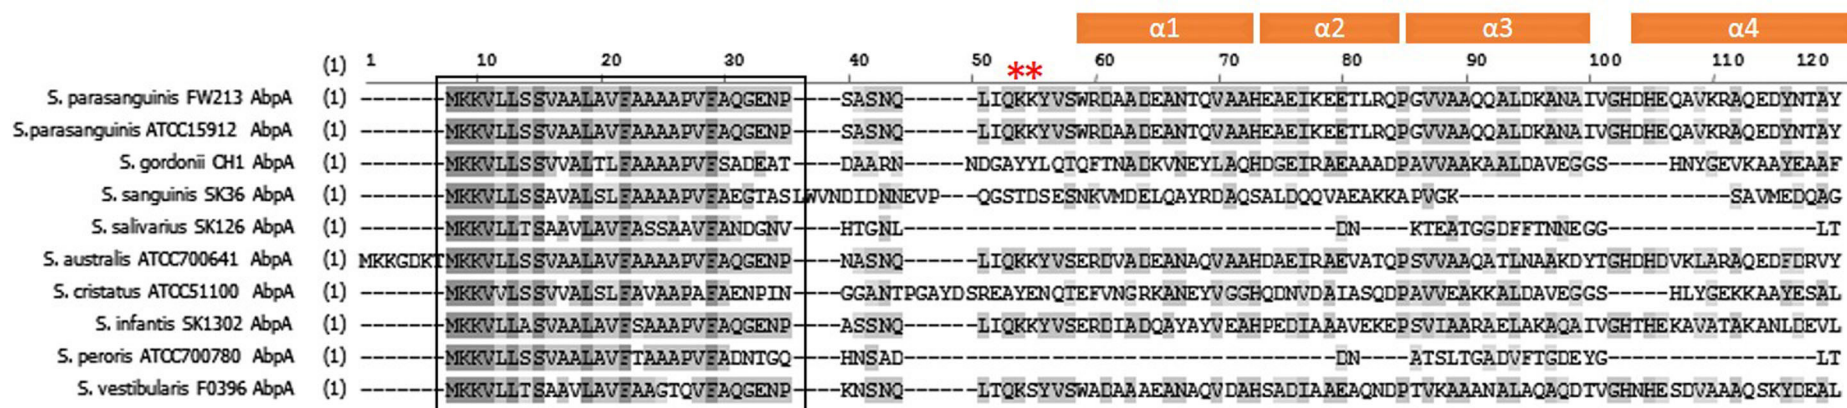 α1 α2 α3 α4
(1) 1 10 20 30 40 50 60 70 80 90 100 110 120
**
S. parasanguinis FW213 AbpA (1) -------MKKVLLSSVAALAVFAAAAPVFAQGENP----SASNQ------LIQKKYVSWRDAADEANTQVAAHEAEIKEETLRQPGVVAAQQALDKANAIVGHDHEQAVKRAQEDYNTAY
S.parasanguinis ATCC15912 AbpA (1) -------MKKVLLSSVAALAVFAAAAPVFAQGENP----SASNQ------LIQKKYVSWRDAADEANTQVAAHEAEIKEETLRQPGVVAAQQALDKANAIVGHDHEQAVKRAQEDYNTAY
S. gordonii CH1 AbpA (1) -------MKKVLLSSVVALTLFAAAAPVFSADEAT----DAARN-----NDGAYYLQTQFTNADKVNEYLAQHDGEIRAEAAADPAVVAAKAALDAVEGGS-----HNYGEVKAAYEAAF
S. sanguinis SK36 AbpA (1) -------MKKVLLSSAVALSLFAAAAPVFAEGTASLWVNDIDNNEVP---QGSTDSESNKVMDELQAYRDAQSALDQQVAEAKKAPVGK----------------------SAVMEDQAG
S. salivarius SK126 AbpA (1) -------MKKVLLTSAAVLAVFASSAAVFANDGNV----HTGNL-----------------------------------DN----KTEATGGDFFTNNEGG-----------------LT
S. australis ATCC700641 AbpA (1) MKKGDKTMKKVLLSSVAALAVFAAAAPVFAQGENP----NASNQ------LIQKKYVSERDVADEANAQVAAHDAEIRAEVATQPSVVAAQATLNAAKDYTGHDHDVKLARAQEDFDRVY
S. cristatus ATCC51100 AbpA (1) -------MKKVVLSSVVALSLFAVAAPAFAENPIN----GGANTPGAYDSREAYENQTEFVNGRKANEYVGGHQDNVDAIASQDPAVVEAKKALDAVEGGS-----HLYGEKKAAYESAL
S. infantis SK1302 AbpA (1) -------MKKVLLASVAALAVFSAAAPVFAQGENP----ASSNQ------LIQKKYVSERDIADQAYAYVEAHPEDIAAAVEKEPSVIAARAELAKAQAIVGHTHEKAVATAKANLDEVL
S. peroris ATCC700780 AbpA (1) -------MKKVLLSSVAALAVFTAAAPVFADNTGQ----HNSAD-----------------------------------DN----ATSLTGADVFTGDEYG-----------------LT
S. vestibularis F0396 AbpA (1) -------MKKVLLTSAAVLAVFAAGTQVFAQGENP----KNSNQ------LTQKSYVSWADAAAEANAQVDAHSADIAAEAQNDPTVKAAANALAQAQDTVGHNHESDVAAAQSKYDEAL